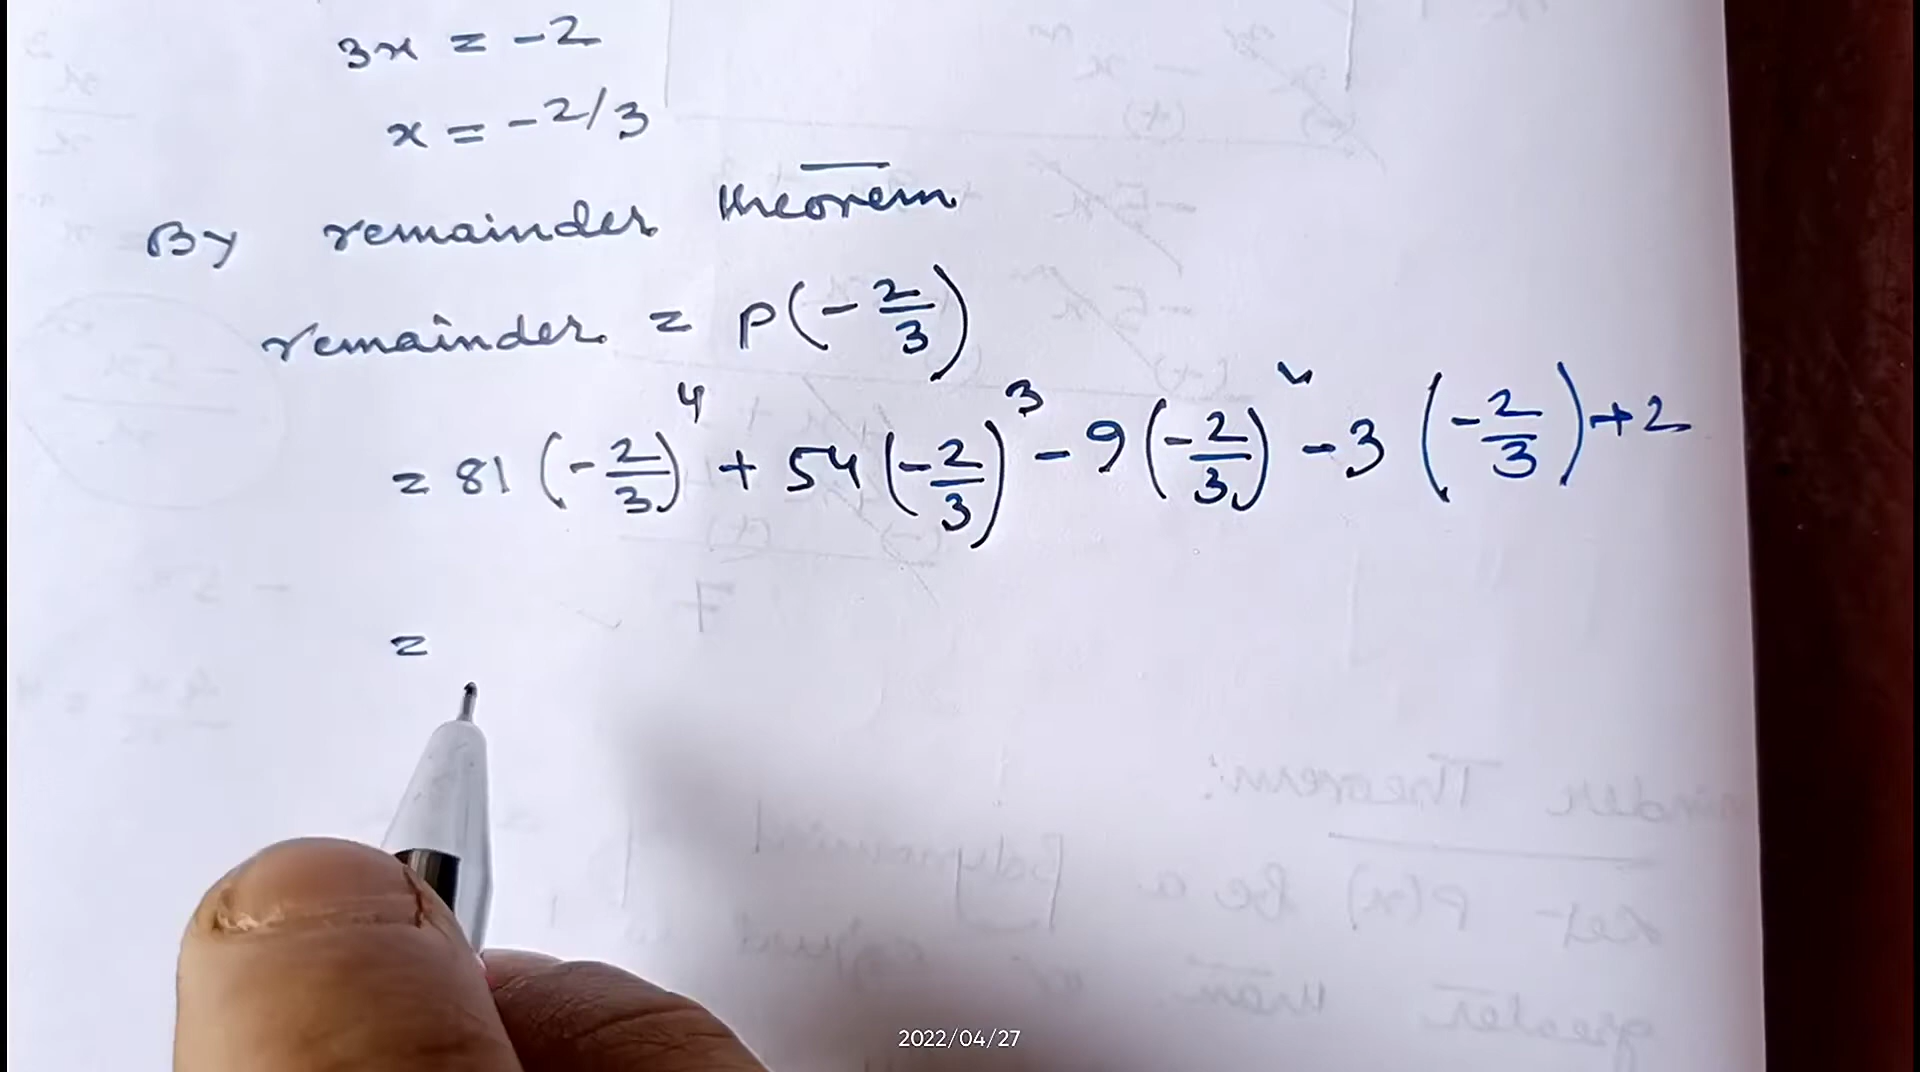 3x = -2
x = -2/3
By remainder theorem
remainder = P(-2/3)
= 81 (-2/3)^4 + 54 (-2/3)^3 - 9 (-2/3)^2 - 3 (-2/3) + 2
=
2022/04/27